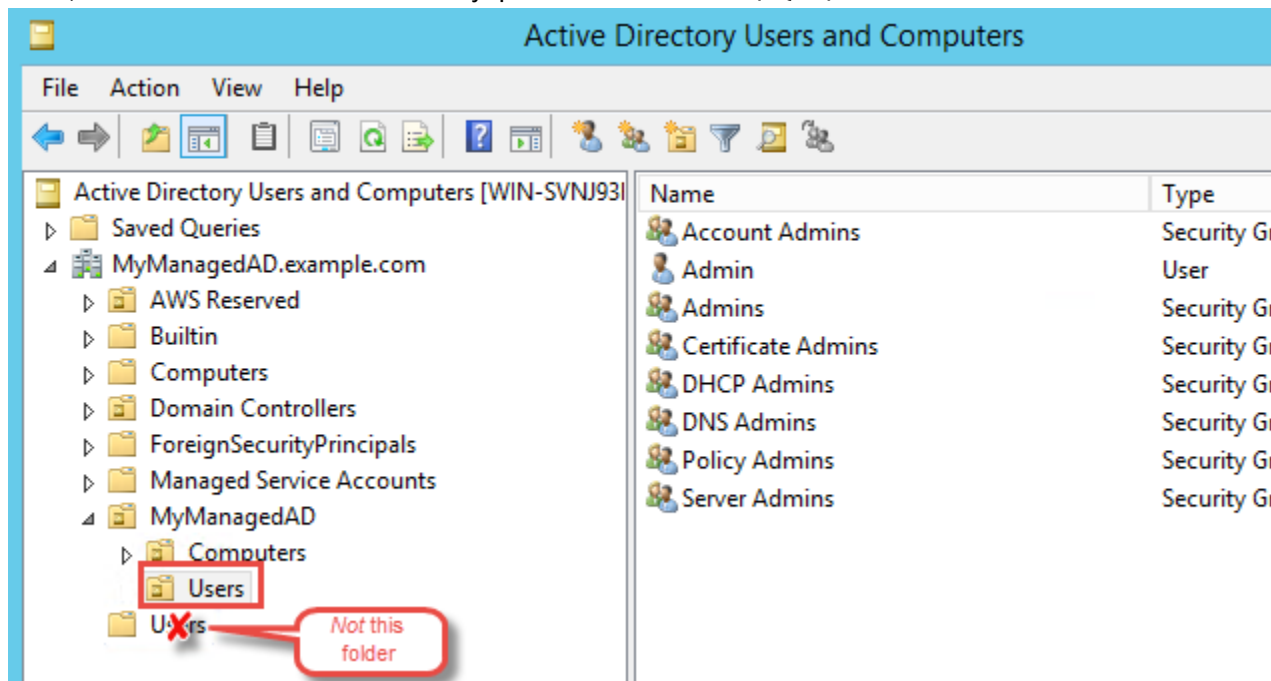 Active Directory Users and Computers
File Action View Help
Active Directory Users and Computers [WIN-SVNJ93I
Saved Queries
MyManagedAD.example.com
AWS Reserved
Builtin
Computers
Domain Controllers
ForeignSecurityPrincipals
Managed Service Accounts
MyManagedAD
Computers
Users
Users
Not this
folder
Name Type
Account Admins Security Gr
Admin User
Admins Security Gr
Certificate Admins Security Gr
DHCP Admins Security Gr
DNS Admins Security Gr
Policy Admins Security Gr
Server Admins Security Gr